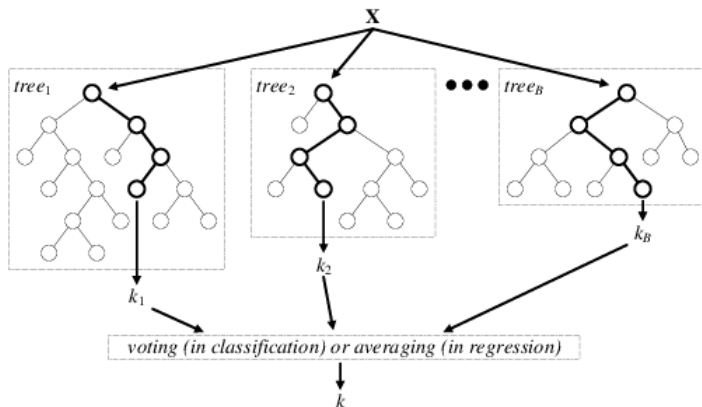 X
tree1
tree2
treeB
k1
k2
kB
voting (in classification) or averaging (in regression)
k